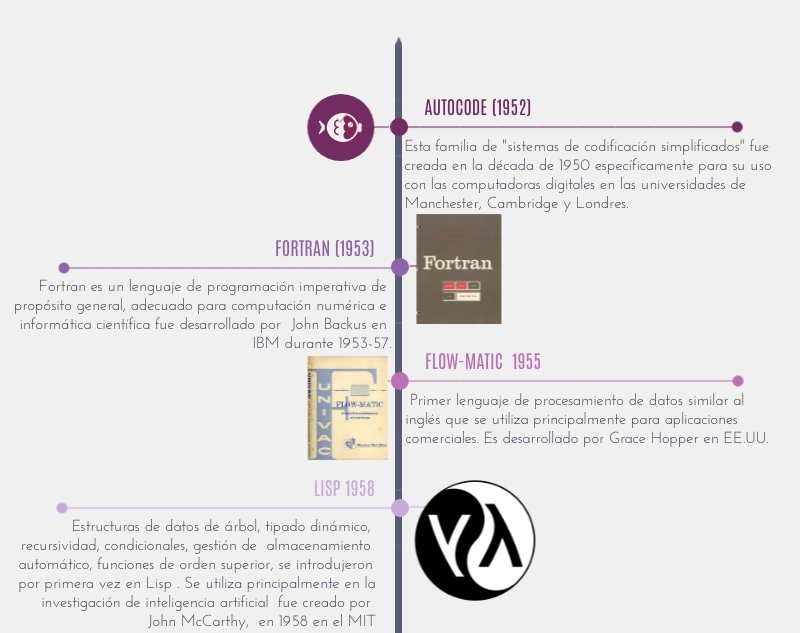 AUTOCODE (1952)
Esta familia de "sistemas de codificación simplificados" fue
creada en la década de 1950 específicamente para su uso
con las computadoras digitales en las universidades de
Manchester, Cambridge y Londres.
FORTRAN (1953)
Fortran es un lenguaje de programación imperativa de
propósito general, adecuado para computación numérica e
informática científica fue desarrollado por John Backus en
IBM durante 1953-57.
Fortran
FLOW-MATIC 1955
Primer lenguaje de procesamiento de datos similar al
inglés que se utiliza principalmente para aplicaciones
comerciales. Es desarrollado por Grace Hopper en EE.UU.
UNIVAC
FLOW-MATIC
LISP 1958
Estructuras de datos de árbol, tipado dinámico,
recursividad, condicionales, gestión de almacenamiento
automático, funciones de orden superior, se introdujeron
por primera vez en Lisp . Se utiliza principalmente en la
investigación de inteligencia artificial fue creado por
John McCarthy, en 1958 en el MIT